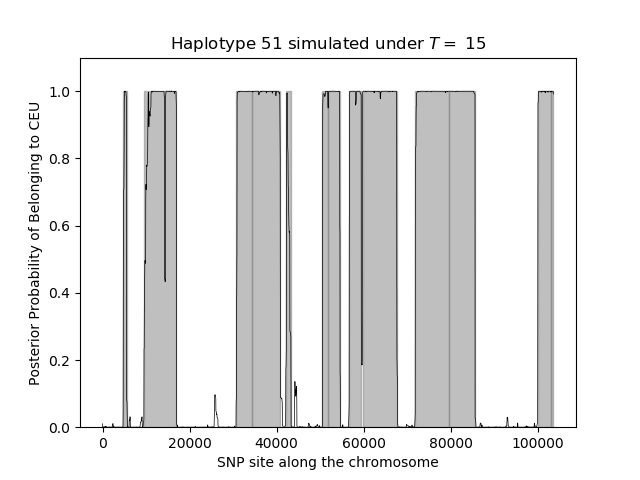 Haplotype 51 simulated under T = 15
Posterior Probability of Belonging to CEU
1.0
0.8
0.6
0.4
0.2
0.0
0 20000 40000 60000 80000 100000
SNP site along the chromosome